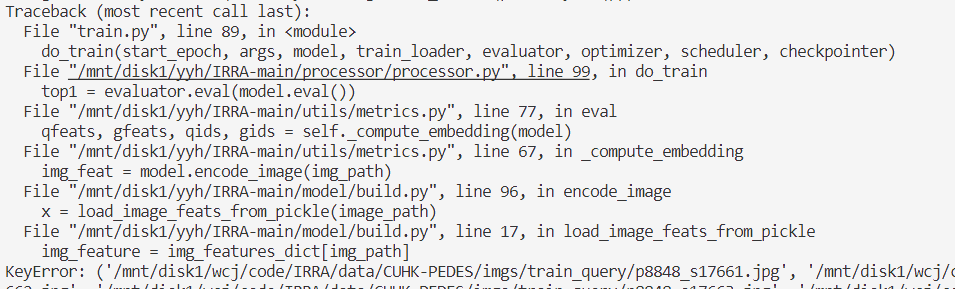 Traceback (most recent call last):
  File "train.py", line 89, in <module>
    do_train(start_epoch, args, model, train_loader, evaluator, optimizer, scheduler, checkpointer)
  File "/mnt/disk1/yyh/IRRA-main/processor/processor.py", line 99, in do_train
    top1 = evaluator.eval(model.eval())
  File "/mnt/disk1/yyh/IRRA-main/utils/metrics.py", line 77, in eval
    qfeats, gfeats, qids, gids = self._compute_embedding(model)
  File "/mnt/disk1/yyh/IRRA-main/utils/metrics.py", line 67, in _compute_embedding
    img_feat = model.encode_image(img_path)
  File "/mnt/disk1/yyh/IRRA-main/model/build.py", line 96, in encode_image
    x = load_image_feats_from_pickle(image_path)
  File "/mnt/disk1/yyh/IRRA-main/model/build.py", line 17, in load_image_feats_from_pickle
    img_feature = img_features_dict[img_path]
KeyError: ('/mnt/disk1/wcj/code/IRRA/data/CUHK-PEDES/imgs/train_query/p8848_s17661.jpg', '/mnt/disk1/wcj/